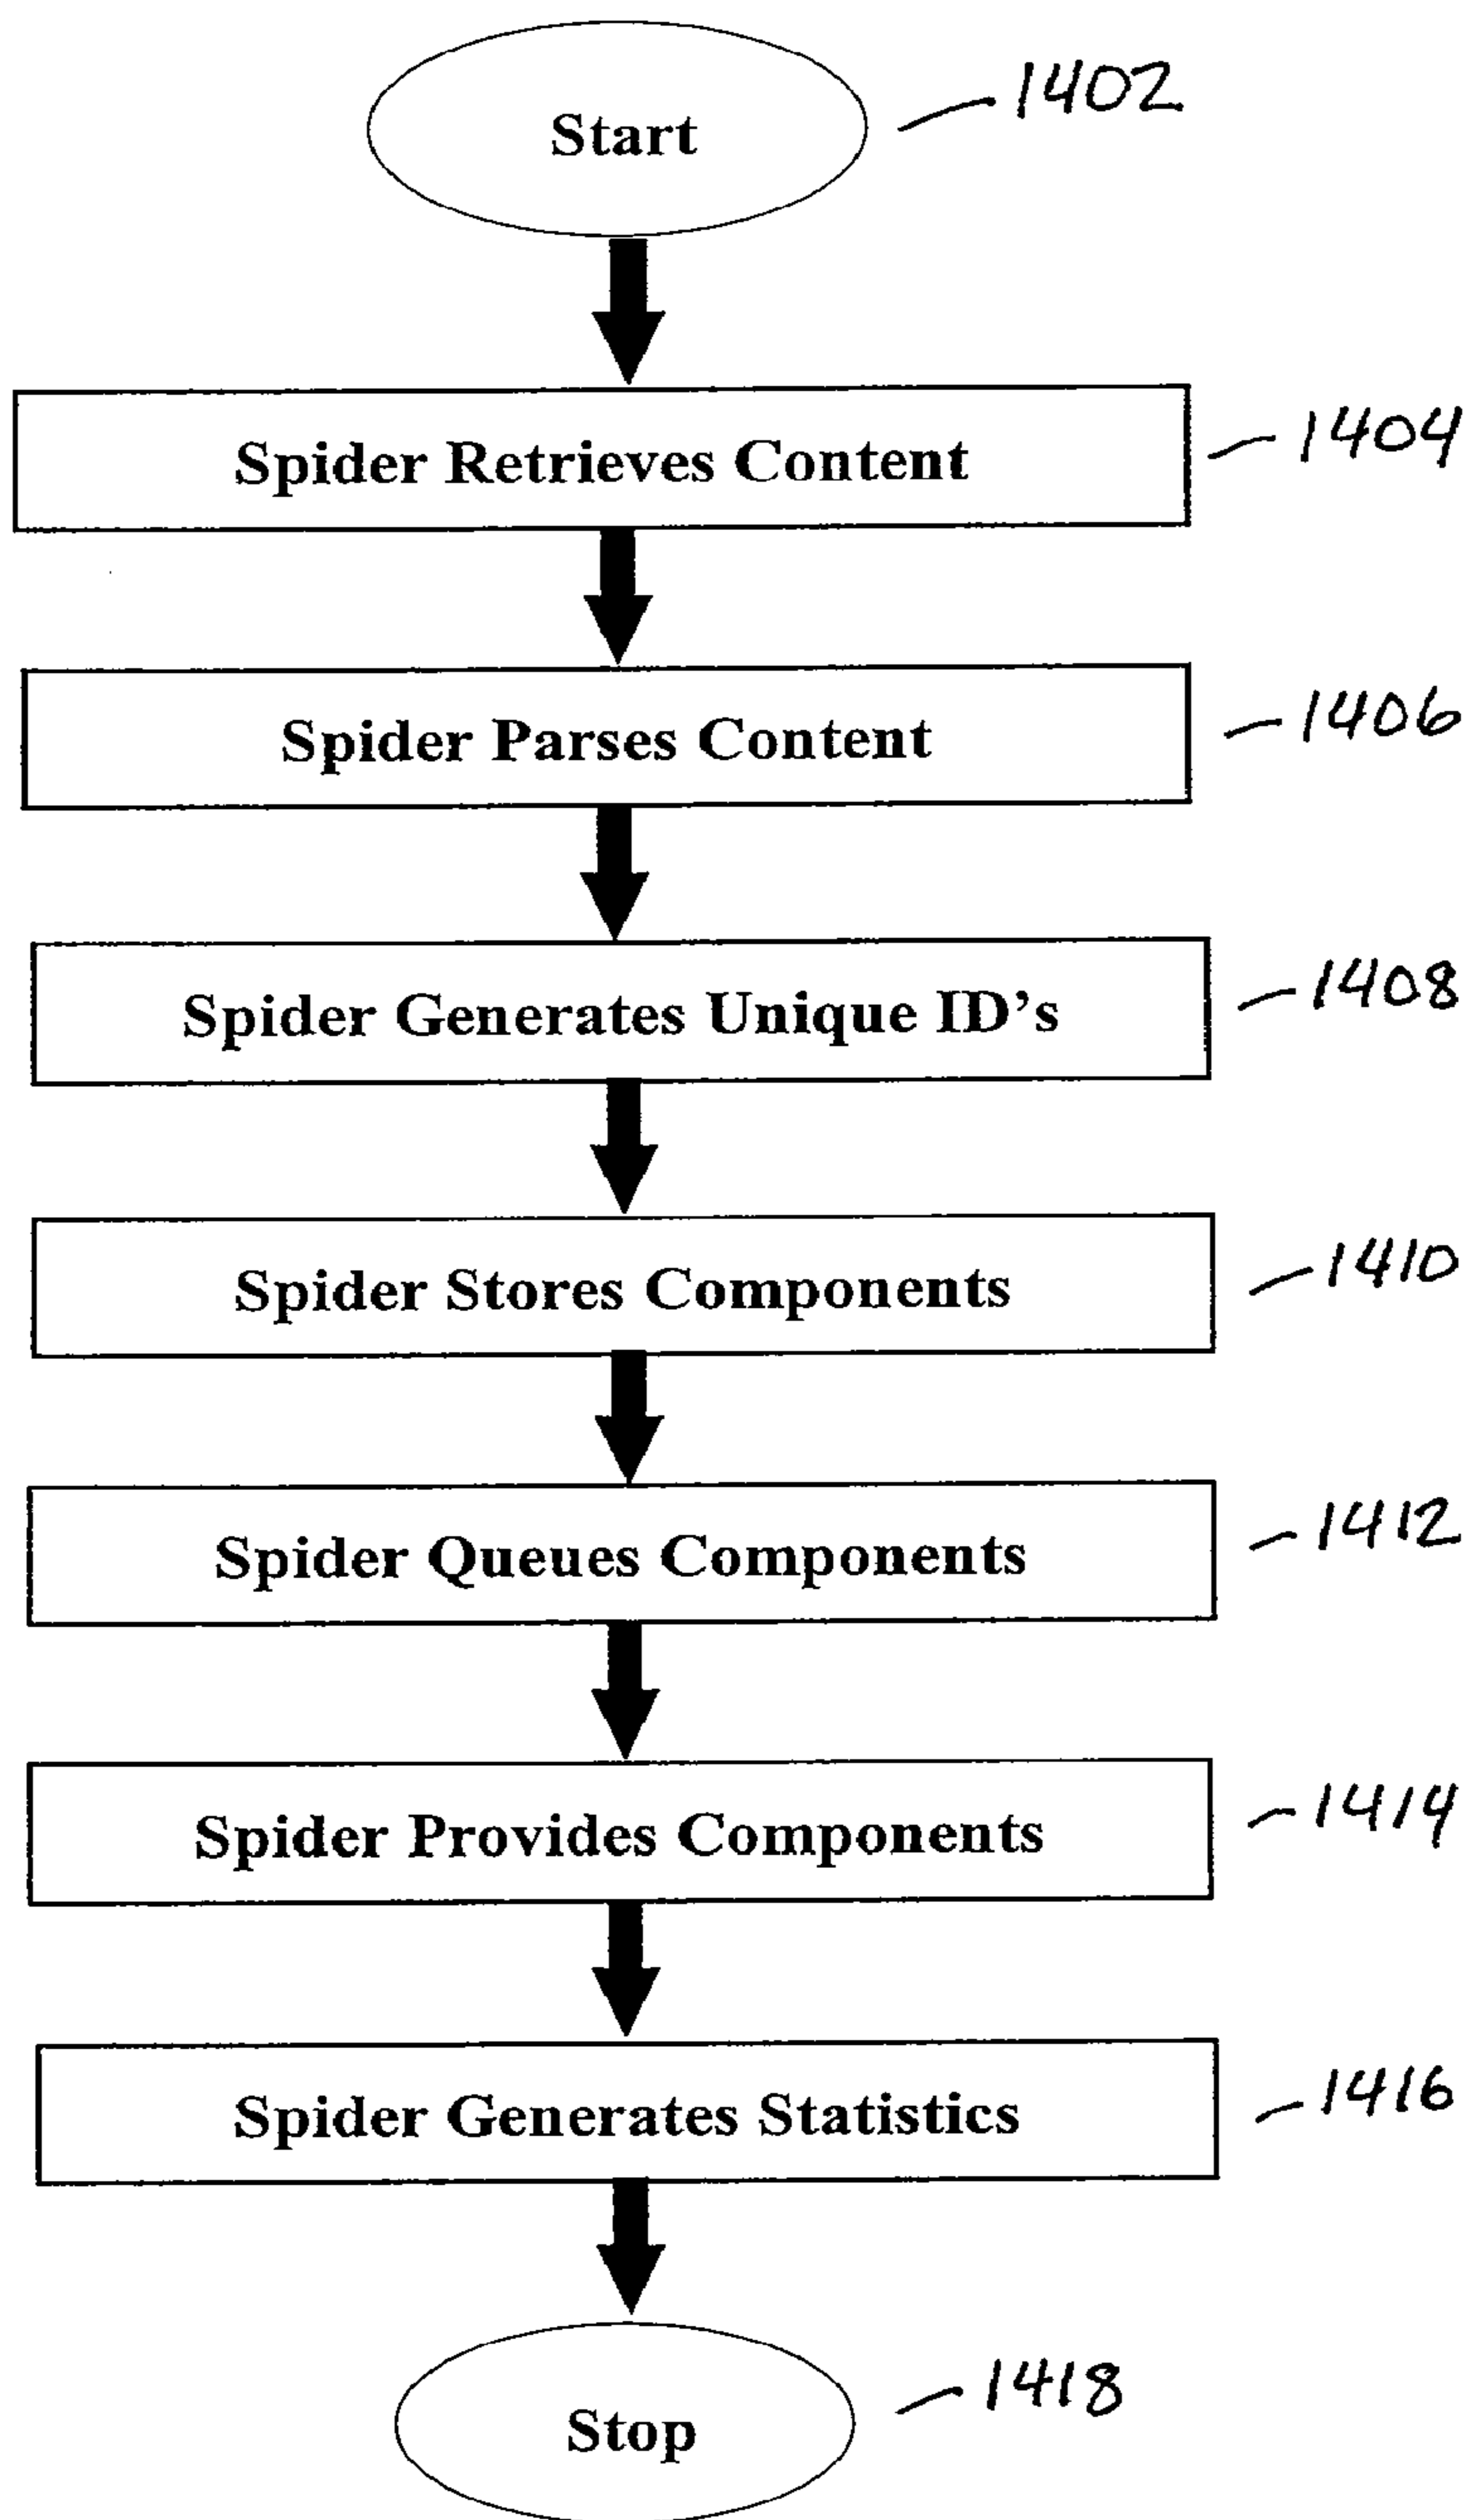 Start 1402
Spider Retrieves Content 1404
Spider Parses Content 1406
Spider Generates Unique ID's 1408
Spider Stores Components 1410
Spider Queues Components 1412
Spider Provides Components 1414
Spider Generates Statistics 1416
Stop 1418